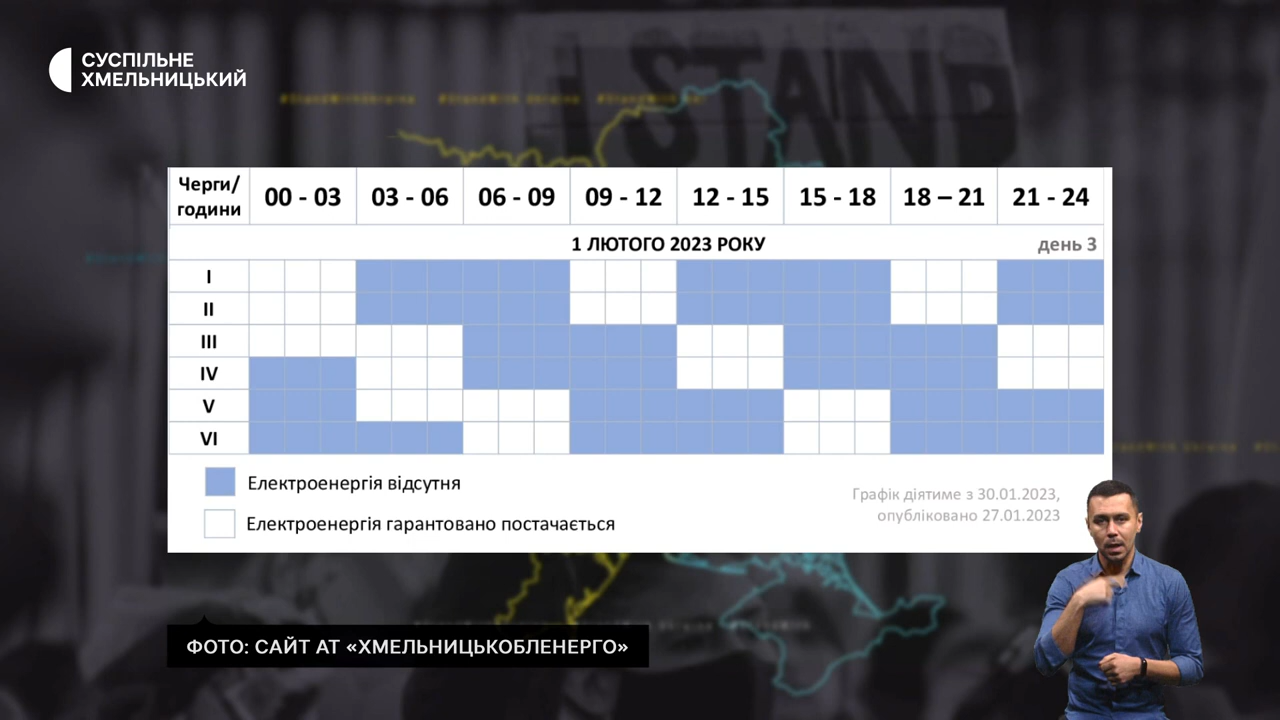 СУСПІЛЬНЕ
ХМЕЛЬНИЦЬКИЙ
I STAND
Черги/
години
00 - 03
03 - 06
06 - 09
09 - 12
12 - 15
15 - 18
18 – 21
21 - 24
1 ЛЮТОГО 2023 РОКУ
день 3
I
II
III
IV
V
VI
Електроенергія відсутня
Електроенергія гарантовано постачається
Графік діятиме з 30.01.2023,
опубліковано 27.01.2023
ФОТО: САЙТ АТ «ХМЕЛЬНИЦЬКОБЛЕНЕРГО»